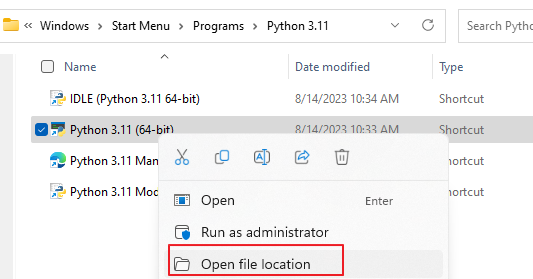 « Windows > Start Menu > Programs > Python 3.11
Search Pytho
Name Date modified Type
IDLE (Python 3.11 64-bit) 8/14/2023 10:34 AM Shortcut
Python 3.11 (64-bit) 8/14/2023 10:33 AM Shortcut
Python 3.11 Man Shortcut
Python 3.11 Mod Shortcut
Open Enter
Run as administrator
Open file location